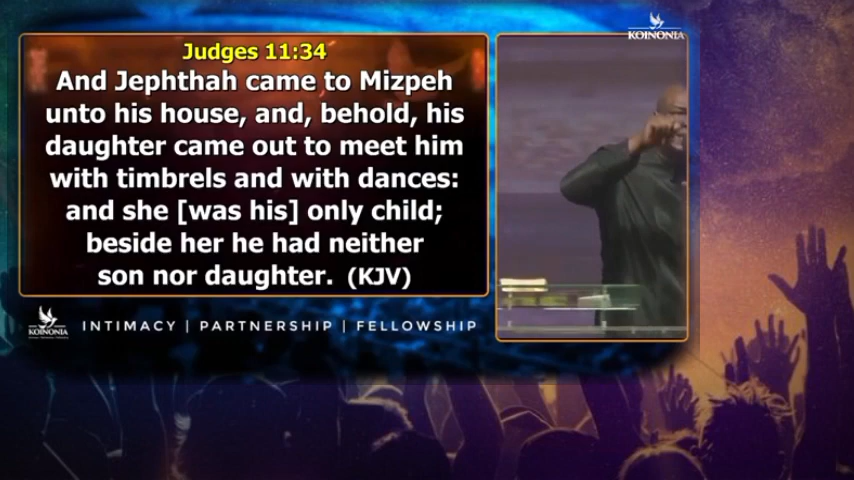 Judges 11:34
And Jephthah came to Mizpeh
unto his house, and, behold, his
daughter came out to meet him
with timbrels and with dances:
and she [was his] only child;
beside her he had neither
son nor daughter. (KJV)
KOINONIA
KOINONIA
INTIMACY | PARTNERSHIP | FELLOWSHIP